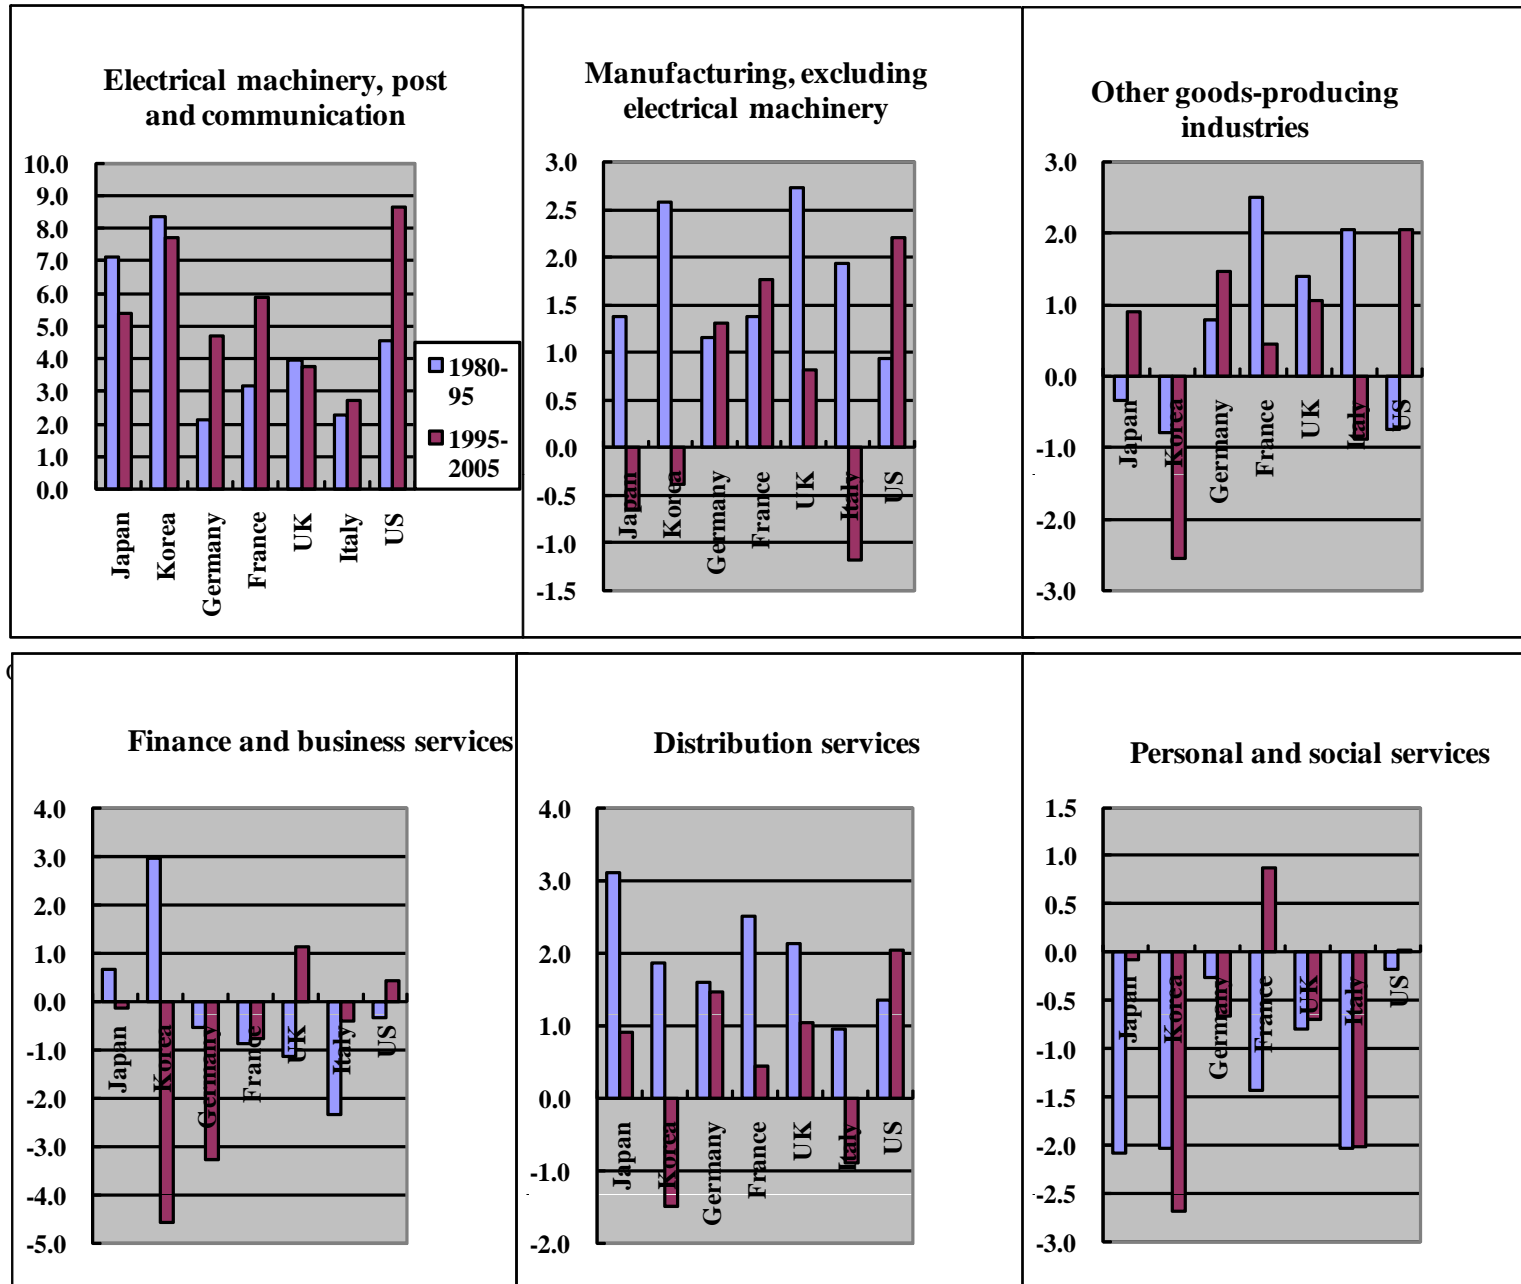 Electrical machinery, post
and communication
10.0
9.0
8.0
7.0
6.0
5.0
4.0
3.0
2.0
1.0
0.0
Japan
Korea
Germany
France
UK
Italy
US
1980-
95
1995-
2005
Manufacturing, excluding
electrical machinery
3.0
2.5
2.0
1.5
1.0
0.5
0.0
-0.5
-1.0
-1.5
Japan
Korea
Germany
France
UK
Italy
US
Other goods-producing
industries
3.0
2.0
1.0
0.0
-1.0
-2.0
-3.0
Japan
Korea
Germany
France
UK
Italy
US
Finance and business services
4.0
3.0
2.0
1.0
0.0
-1.0
-2.0
-3.0
-4.0
-5.0
Japan
Korea
Germany
France
UK
Italy
US
Distribution services
4.0
3.0
2.0
1.0
0.0
-1.0
-2.0
Japan
Korea
Germany
France
UK
Italy
US
Personal and social services
1.5
1.0
0.5
0.0
-0.5
-1.0
-1.5
-2.0
-2.5
-3.0
Japan
Korea
Germany
France
UK
Italy
US